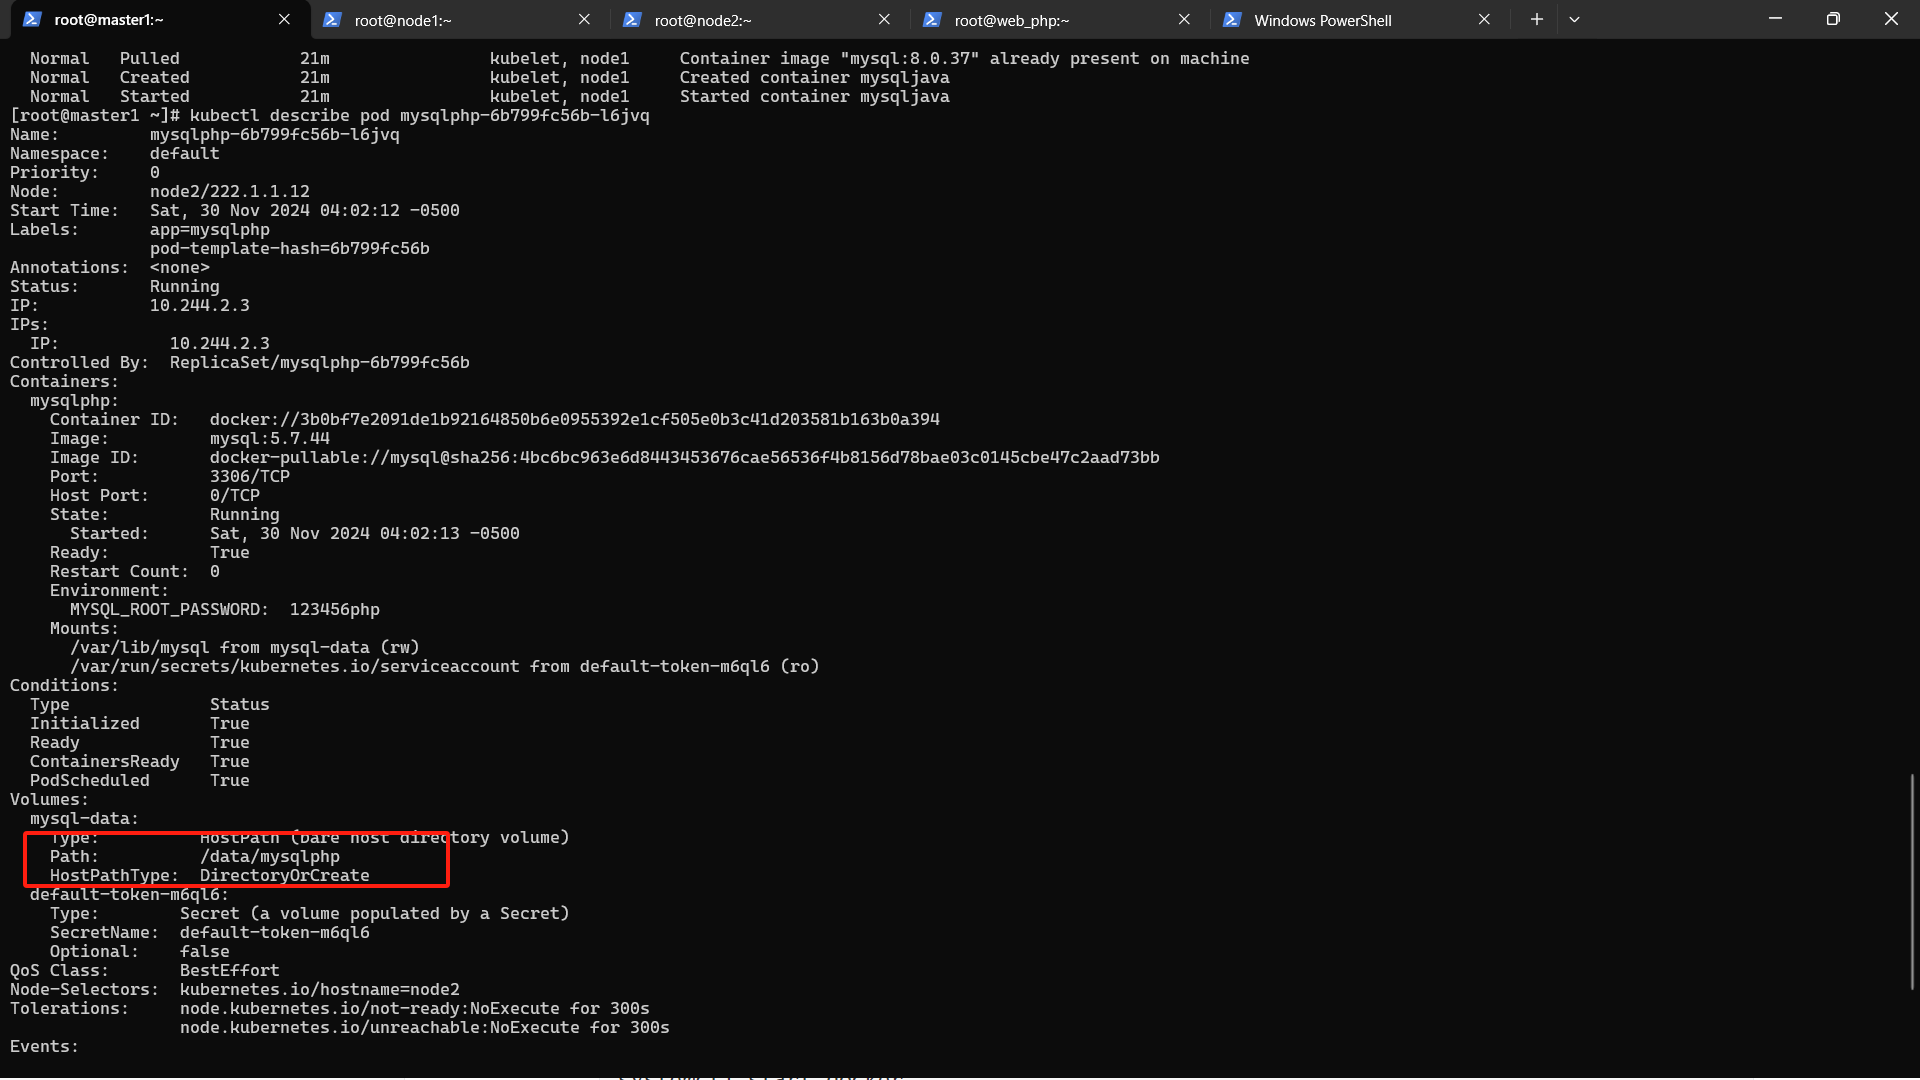 root@master1:~
root@node1:~
root@node2:~
root@web_php:~
Windows PowerShell
Normal Pulled 21m kubelet, node1 Container image "mysql:8.0.37" already present on machine
Normal Created 21m kubelet, node1 Created container mysqljava
Normal Started 21m kubelet, node1 Started container mysqljava
[root@master1 ~]# kubectl describe pod mysqlphp-6b799fc56b-l6jvq
Name: mysqlphp-6b799fc56b-l6jvq
Namespace: default
Priority: 0
Node: node2/222.1.1.12
Start Time: Sat, 30 Nov 2024 04:02:12 -0500
Labels: app=mysqlphp
pod-template-hash=6b799fc56b
Annotations: <none>
Status: Running
IP: 10.244.2.3
IPs:
IP: 10.244.2.3
Controlled By: ReplicaSet/mysqlphp-6b799fc56b
Containers:
mysqlphp:
Container ID: docker://3b0bf7e2091de1b92164850b6e0955392e1cf505e0b3c41d203581b163b0a394
Image: mysql:5.7.44
Image ID: docker-pullable://mysql@sha256:4bc6bc963e6d8443453676cae56536f4b8156d78bae03c0145cbe47c2aad73bb
Port: 3306/TCP
Host Port: 0/TCP
State: Running
Started: Sat, 30 Nov 2024 04:02:13 -0500
Ready: True
Restart Count: 0
Environment:
MYSQL_ROOT_PASSWORD: 123456php
Mounts:
/var/lib/mysql from mysql-data (rw)
/var/run/secrets/kubernetes.io/serviceaccount from default-token-m6ql6 (ro)
Conditions:
Type Status
Initialized True
Ready True
ContainersReady True
PodScheduled True
Volumes:
mysql-data:
Type: HostPath (bare host directory volume)
Path: /data/mysqlphp
HostPathType: DirectoryOrCreate
default-token-m6ql6:
Type: Secret (a volume populated by a Secret)
SecretName: default-token-m6ql6
Optional: false
QoS Class: BestEffort
Node-Selectors: kubernetes.io/hostname=node2
Tolerations: node.kubernetes.io/not-ready:NoExecute for 300s
node.kubernetes.io/unreachable:NoExecute for 300s
Events: